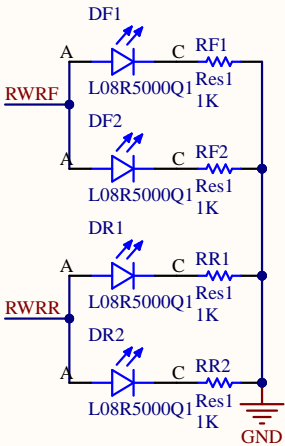 DF1
A
C
RF1
RWRF
L08R5000Q1
Res1
1K
DF2
A
C
RF2
L08R5000Q1
Res1
1K
DR1
A
C
RR1
RWRR
L08R5000Q1
Res1
1K
DR2
A
C
RR2
L08R5000Q1
Res1
1K
GND